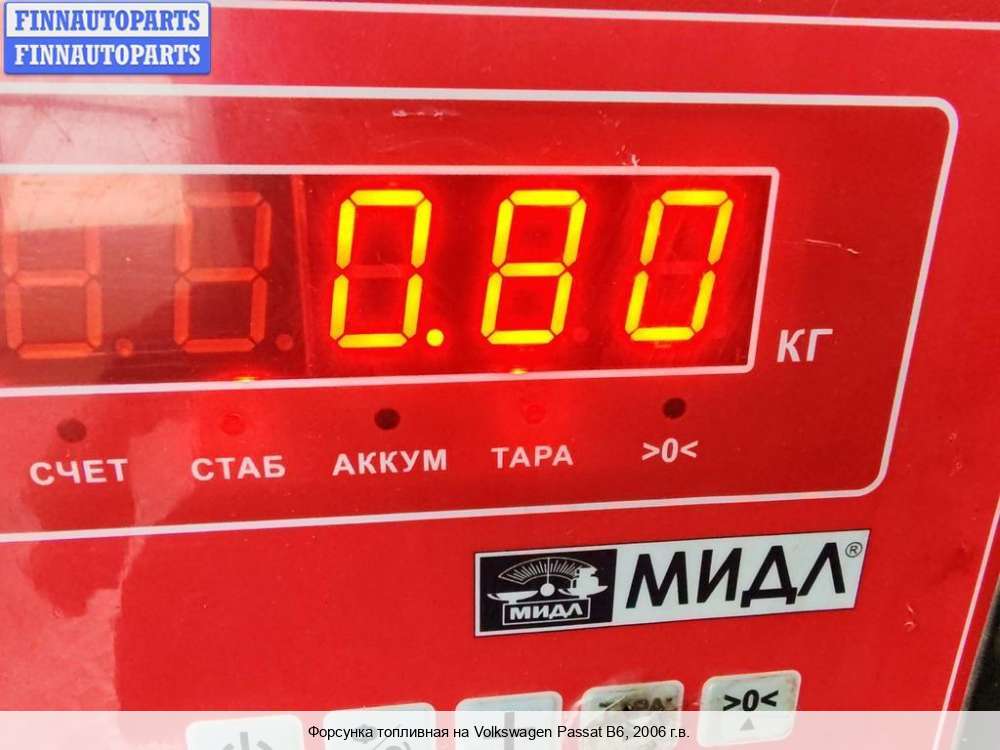 FINNAUTOPARTS
FINNAUTOPARTS
0.80
КГ
СЧЕТ СТАБ АККУМ ТАРА >0<
МИДЛ МИДЛ®
>0<
Форсунка топливная на Volkswagen Passat B6, 2006 г.в.